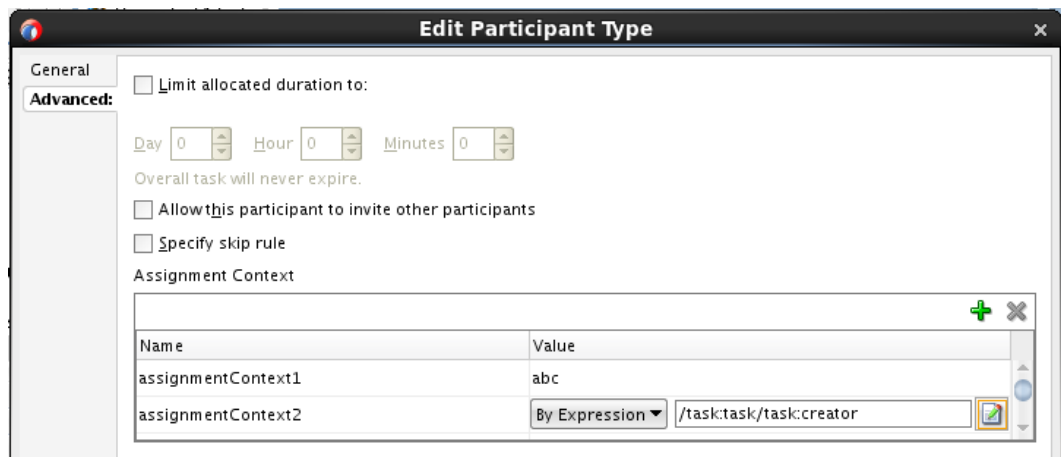 Edit Participant Type
General
Advanced:
Limit allocated duration to:
Day 0 Hour 0 Minutes 0
Overall task will never expire.
Allow this participant to invite other participants
Specify skip rule
Assignment Context
Name Value
assignmentContext1 abc
assignmentContext2 By Expression /task:task/task:creator